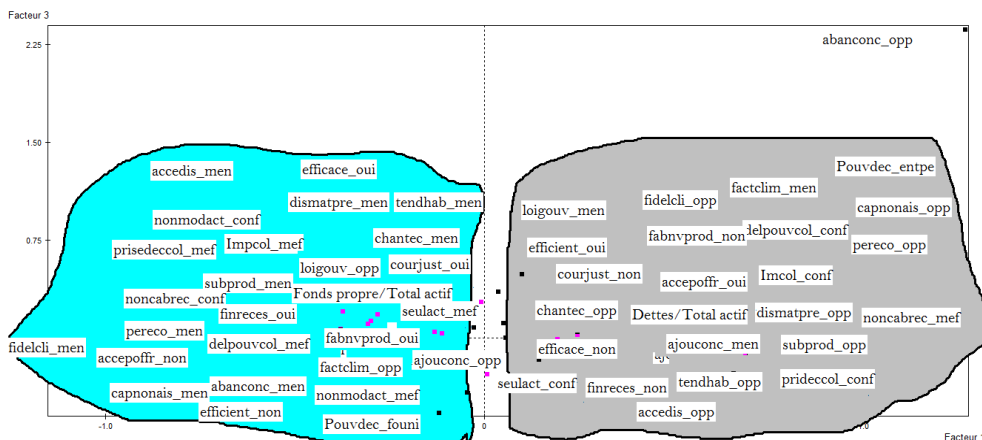 Facteur 3
abanconc_opp
2.25
1.50
Pouvdec_entpe
accedis_men
efficace_oui
factclim_men
fidelcli_opp
dismatpre_men
tendhab_men
loigouv_men
capnonais_opp
nonmodact_conf
Impcol_mef
chantec_men
fabnvprod_non
delpouvcol_conf
0.75
prisedeccol_mef
efficient_oui
pereco_opp
loigouv_opp
courjust_oui
courjust_non
accepoffr_oui
Imcol_conf
subprod_men
noncabrec_conf
Fonds propre/Total actif
finreces_oui
seulact_mef
chantec_opp
Dettes/Total actif
dismatpre_opp
noncabrec_mef
pereco_men
delpouvcol_mef
fabnvprod_oui
fidelcli_men
efficace_non
ajouconc_men
subprod_opp
accepoffr_non
factclim_opp
ajouconc_opp
capnonais_men
abanconc_men
nonmodact_mef
seulact_conf
finreces_non
tendhab_opp
prideccol_conf
efficient_non
accedis_opp
Pouvdec_founi
-1.0
0
Facteur